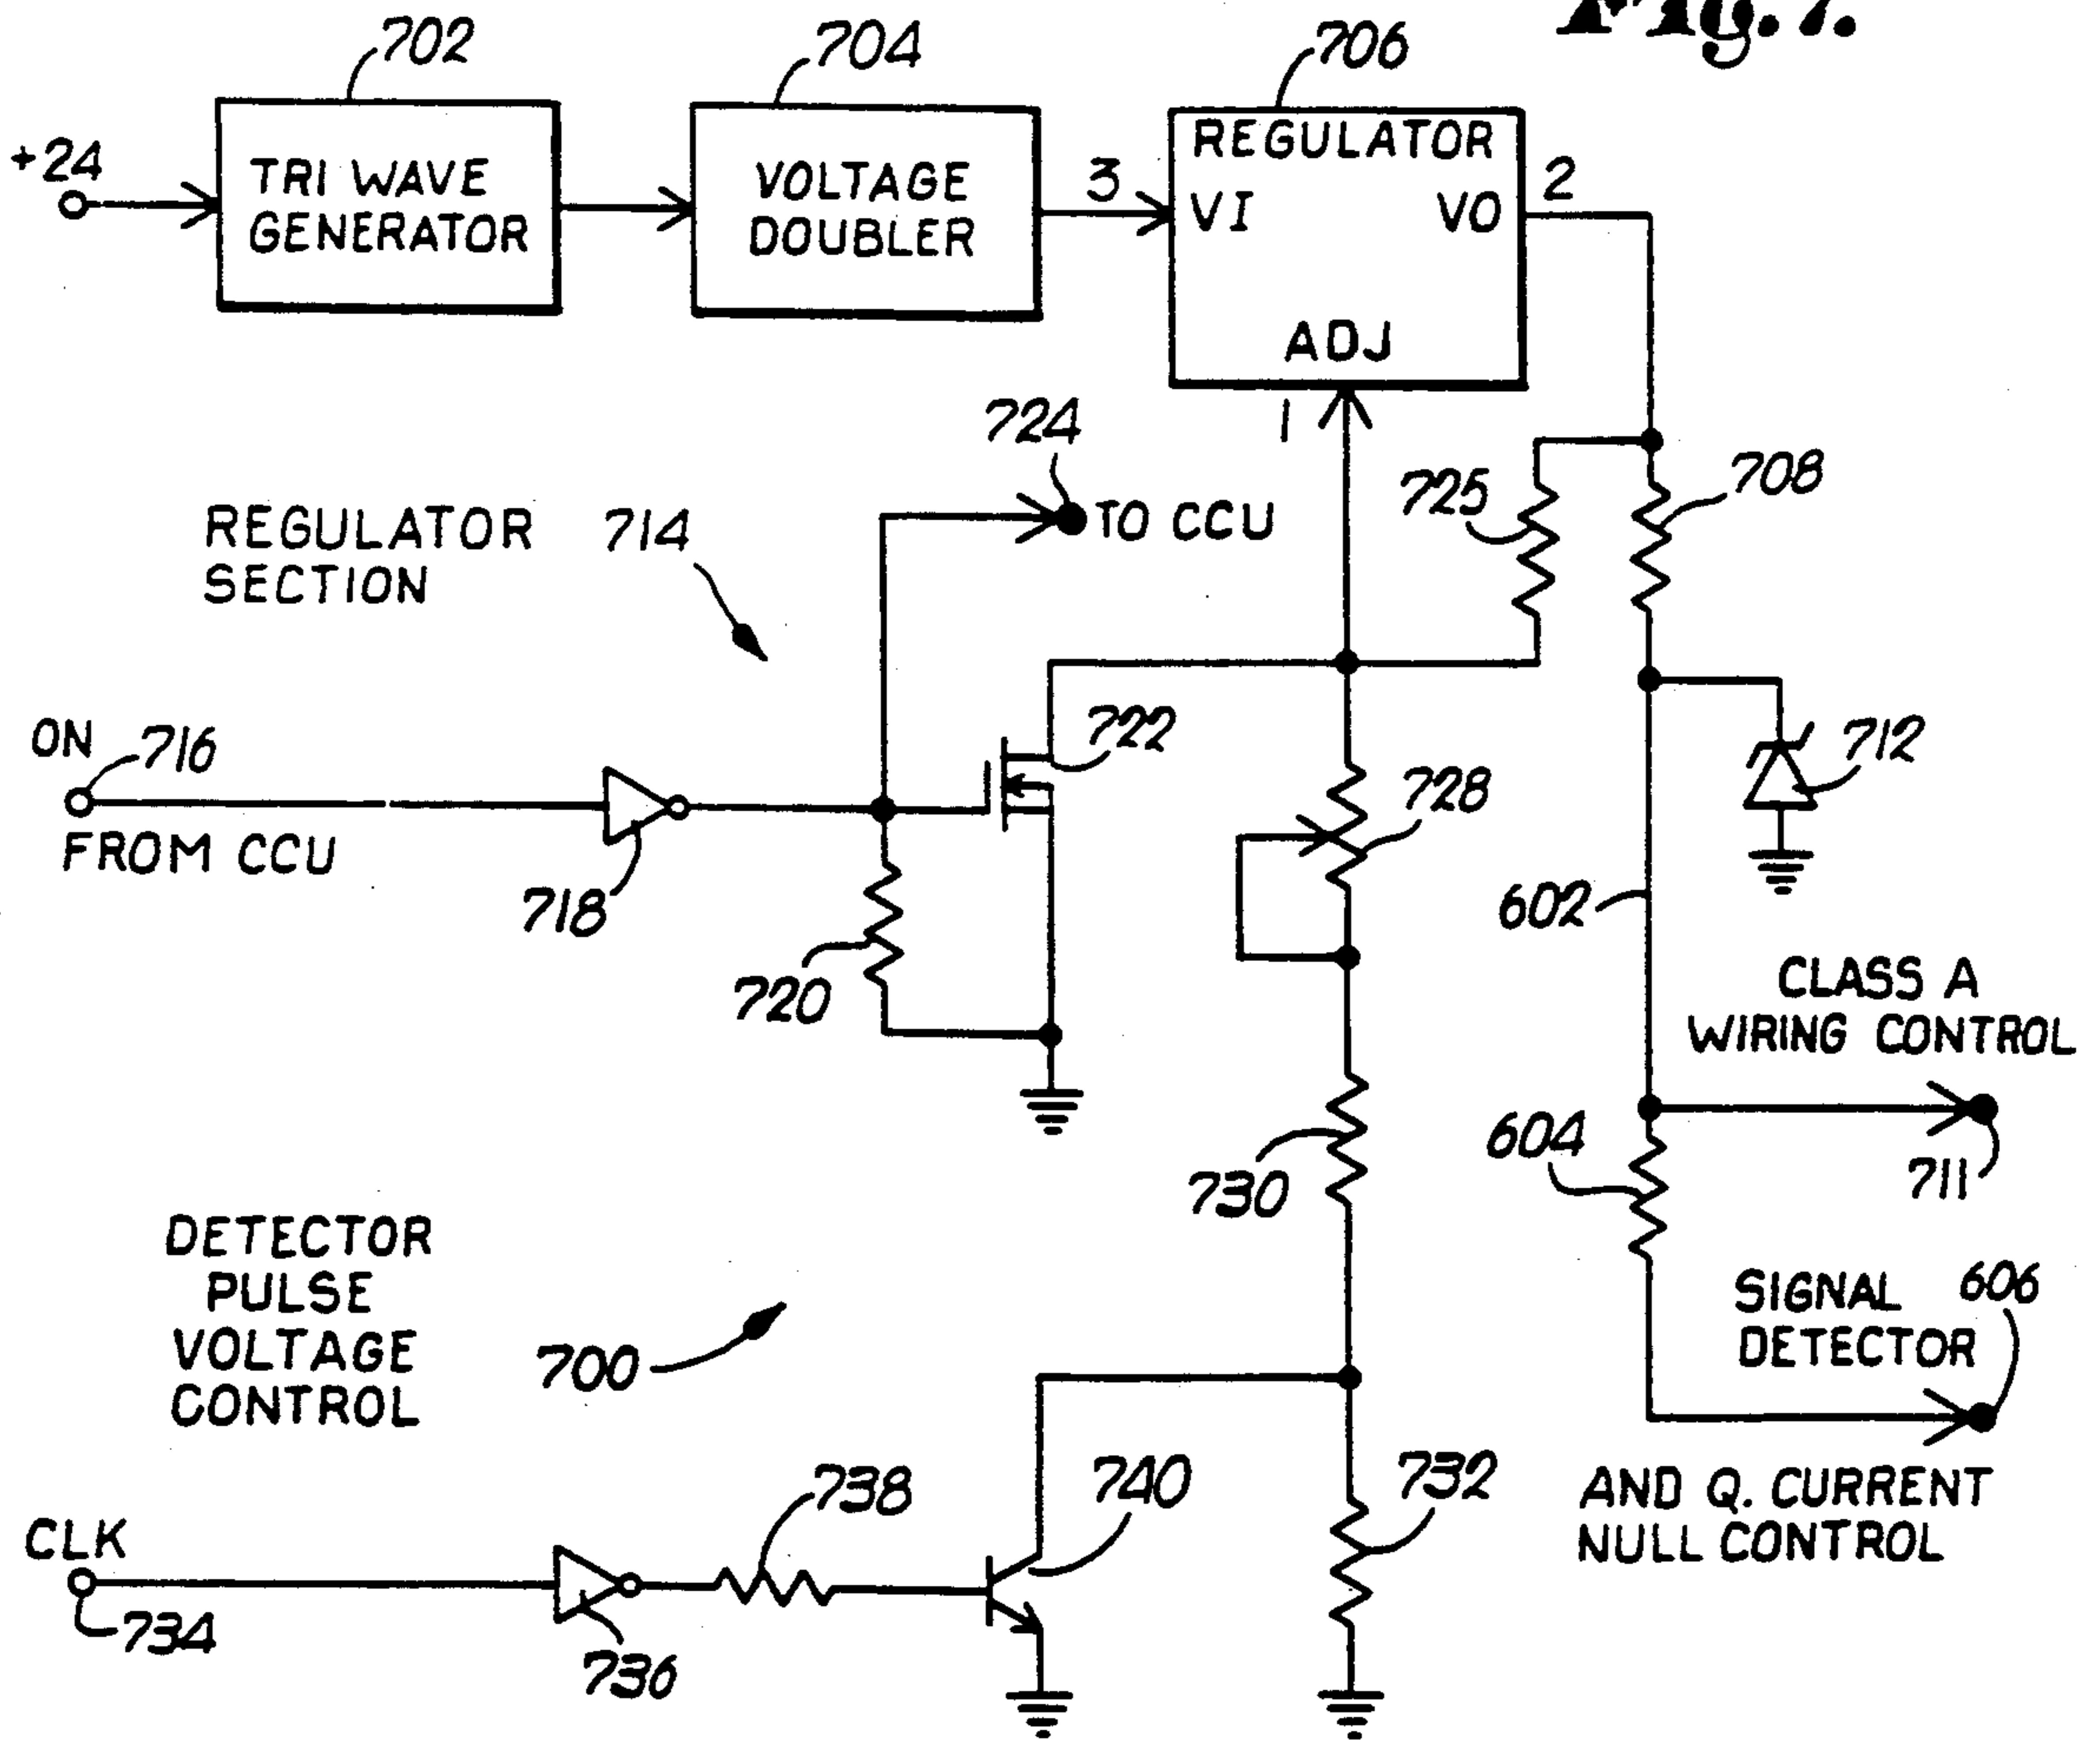 Fig. 7.
702
704
706
+24
TRI WAVE
GENERATOR
VOLTAGE
DOUBLER
3
REGULATOR
VI
VO
2
ADJ
1
724
TO CCU
725
708
REGULATOR
SECTION
714
ON
716
FROM CCU
718
720
722
728
712
602
CLASS A
WIRING CONTROL
604
711
730
DETECTOR
PULSE
VOLTAGE
CONTROL
700
SIGNAL
DETECTOR
606
AND Q. CURRENT
NULL CONTROL
CLK
734
736
738
740
732